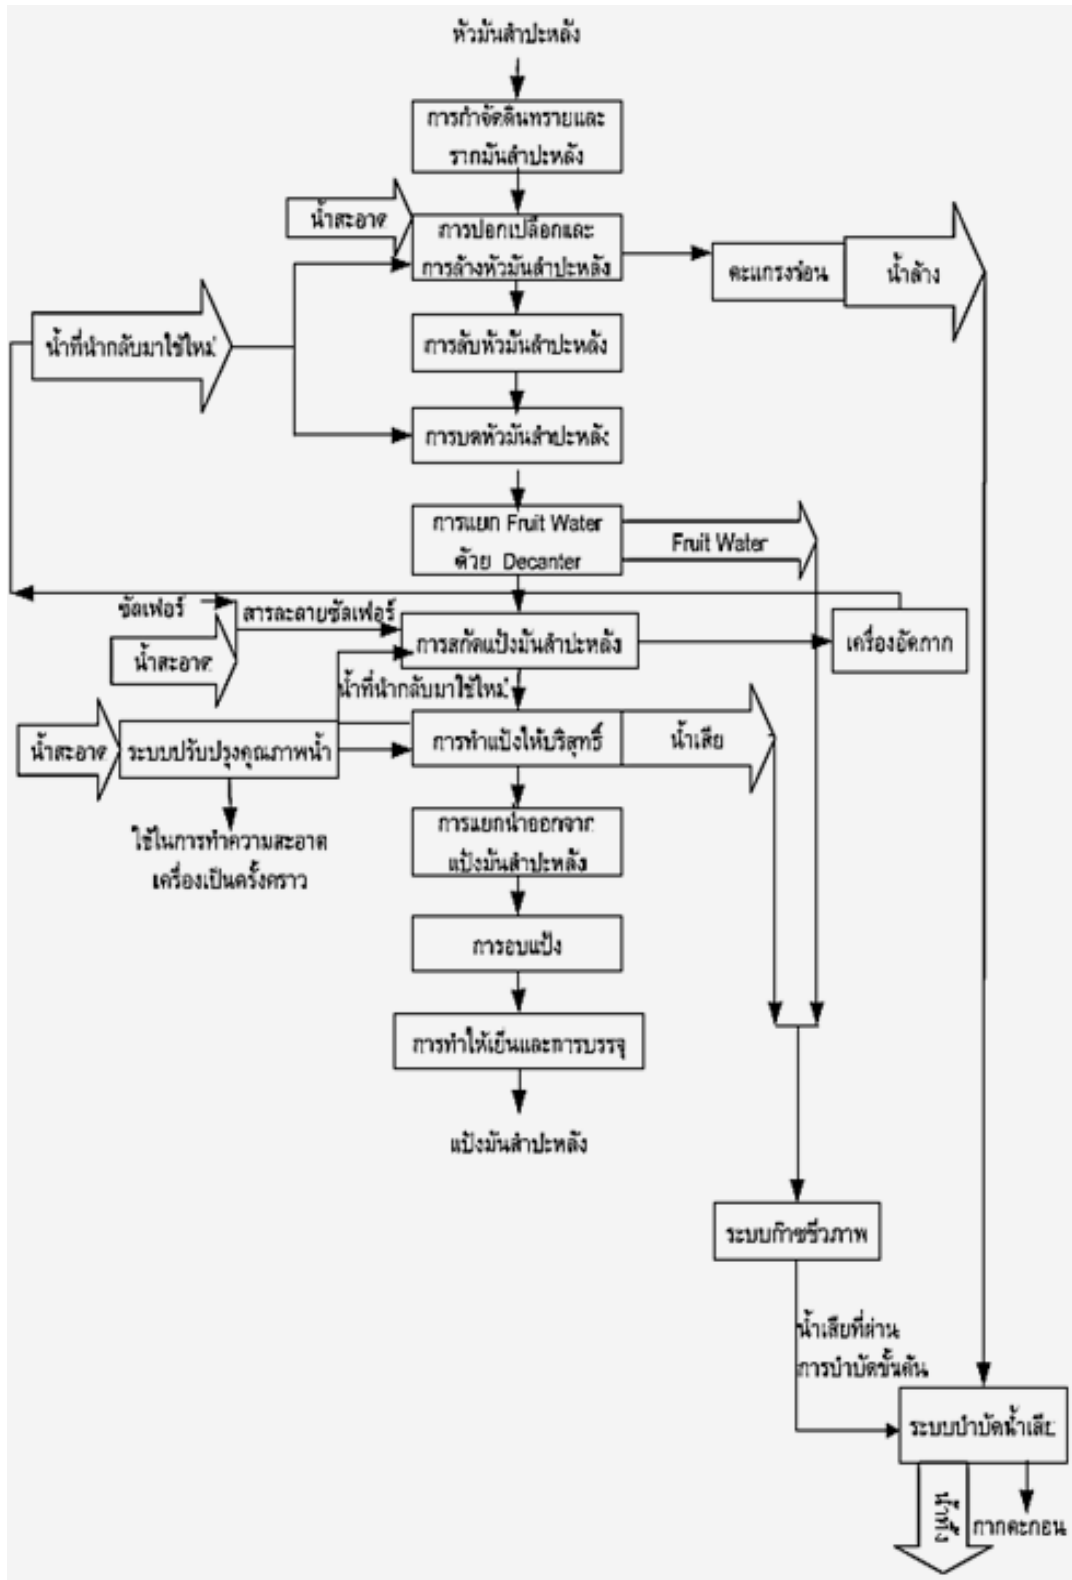 หัวมันสำปะหลัง
การกำจัดดินทรายและ
รากมันสำปะหลัง
น้ำสะอาด
การปอกเปลือกและ
การล้างหัวมันสำปะหลัง
ตะแกรงร่อน
น้ำล้าง
น้ำที่นำกลับมาใช้ใหม่
การสับหัวมันสำปะหลัง
การบดหัวมันสำปะหลัง
การแยก Fruit Water
ด้วย Decanter
Fruit Water
ซัลเฟอร์
สารละลายซัลเฟอร์
น้ำสะอาด
การสกัดแป้งมันสำปะหลัง
เครื่องอัดกาก
น้ำที่นำกลับมาใช้ใหม่
น้ำสะอาด
ระบบปรับปรุงคุณภาพน้ำ
การทำแป้งให้บริสุทธิ์
น้ำเสีย
ใช้ในการทำความสะอาด
เครื่องเป็นครั้งคราว
การแยกน้ำออกจาก
แป้งมันสำปะหลัง
การอบแป้ง
การทำให้เย็นและการบรรจุ
แป้งมันสำปะหลัง
ระบบก๊าซชีวภาพ
น้ำเสียที่ผ่าน
การบำบัดขั้นต้น
ระบบบำบัดน้ำเสีย
น้ำทิ้ง
กากตะกอน